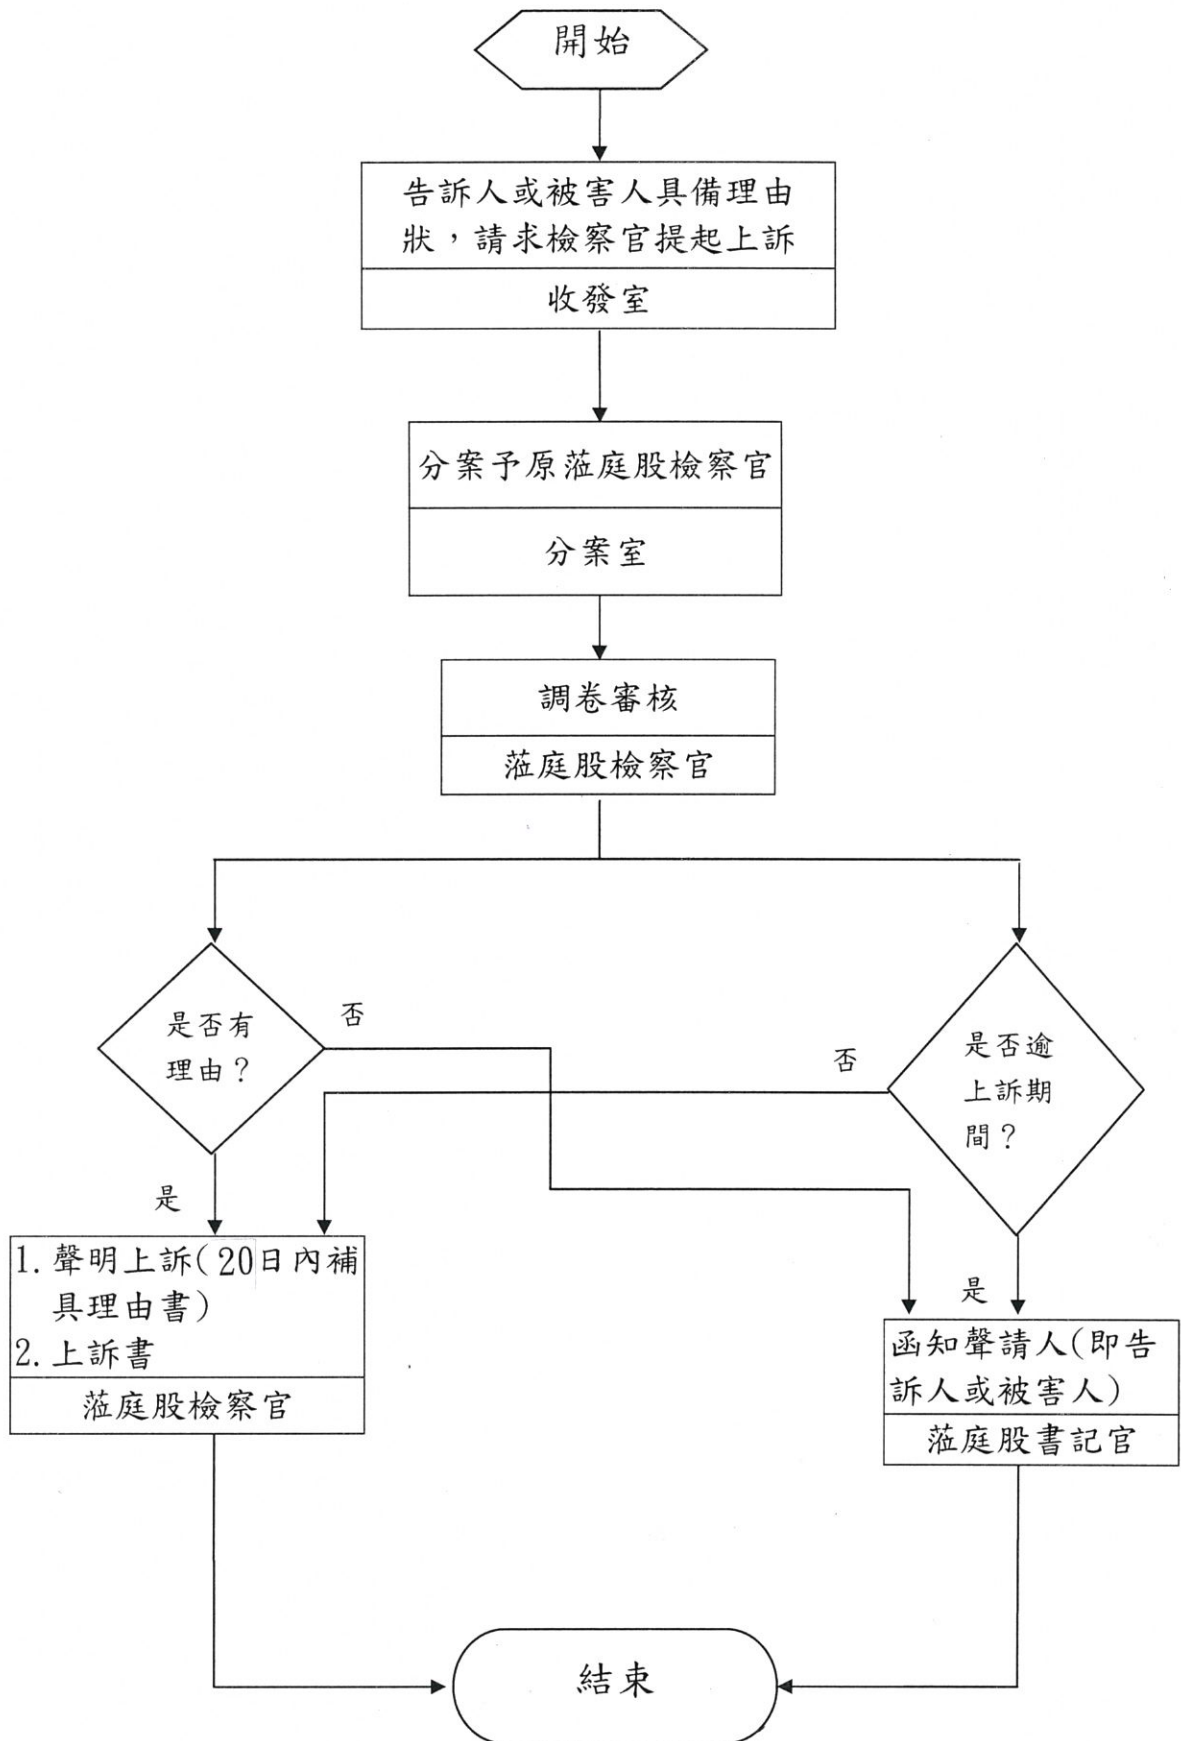 開始
告訴人或被害人具備理由
狀，請求檢察官提起上訴
收發室
分案予原蒞庭股檢察官
分案室
調卷審核
蒞庭股檢察官
是否有
理由？
否
是
是否逾
上訴期
間？
否
是
1. 聲明上訴(20日內補
具理由書)
2. 上訴書
蒞庭股檢察官
函知聲請人(即告
訴人或被害人)
蒞庭股書記官
結束